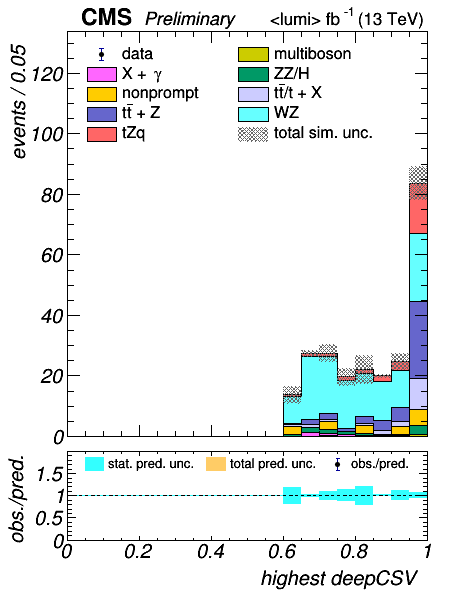 CMS Preliminary <lumi> fb⁻¹ (13 TeV)
events / 0.05
data
X + γ
nonprompt
tt̄ + Z
tZq
multiboson
ZZ/H
tt̄/t + X
WZ
total sim. unc.
120
100
80
60
40
20
0
obs./pred.
stat. pred. unc. total pred. unc. obs./pred.
1.5
1
0.5
0
0 0.2 0.4 0.6 0.8 1
highest deepCSV